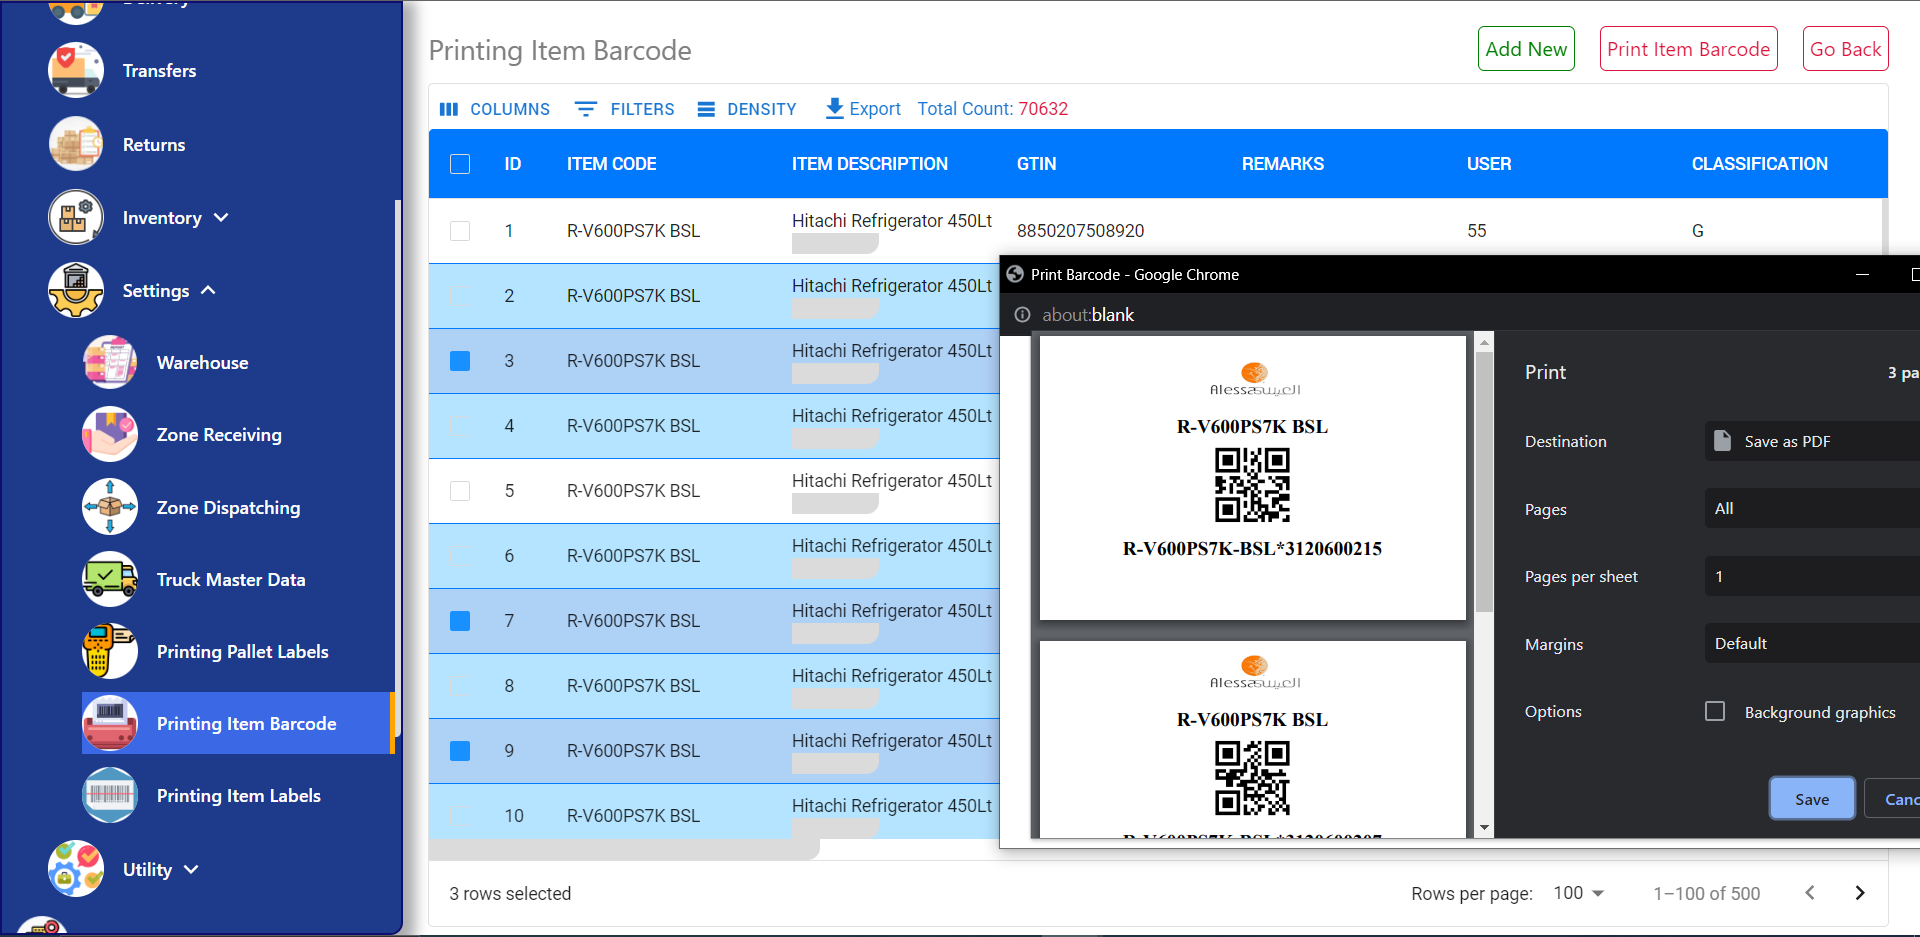 Delivery
Transfers
Returns
Inventory
Settings
Warehouse
Zone Receiving
Zone Dispatching
Truck Master Data
Printing Pallet Labels
Printing Item Barcode
Printing Item Labels
Utility
Printing Item Barcode
Add New
Print Item Barcode
Go Back
COLUMNS FILTERS DENSITY Export Total Count: 70632
ID ITEM CODE ITEM DESCRIPTION GTIN REMARKS USER CLASSIFICATION
1 R-V600PS7K BSL Hitachi Refrigerator 450Lt 8850207508920 55 G
2 R-V600PS7K BSL Hitachi Refrigerator 450Lt
3 R-V600PS7K BSL Hitachi Refrigerator 450Lt
4 R-V600PS7K BSL Hitachi Refrigerator 450Lt
5 R-V600PS7K BSL Hitachi Refrigerator 450Lt
6 R-V600PS7K BSL Hitachi Refrigerator 450Lt
7 R-V600PS7K BSL Hitachi Refrigerator 450Lt
8 R-V600PS7K BSL Hitachi Refrigerator 450Lt
9 R-V600PS7K BSL Hitachi Refrigerator 450Lt
10 R-V600PS7K BSL Hitachi Refrigerator 450Lt
3 rows selected
Rows per page: 100 1–100 of 500
Print Barcode - Google Chrome
about:blank
Alessa العيسى
R-V600PS7K BSL
R-V600PS7K-BSL*3120600215
Alessa العيسى
R-V600PS7K BSL
R-V600PS7K-BSL*3120600207
Print 3 pa
Destination Save as PDF
Pages All
Pages per sheet 1
Margins Default
Options Background graphics
Save Canc